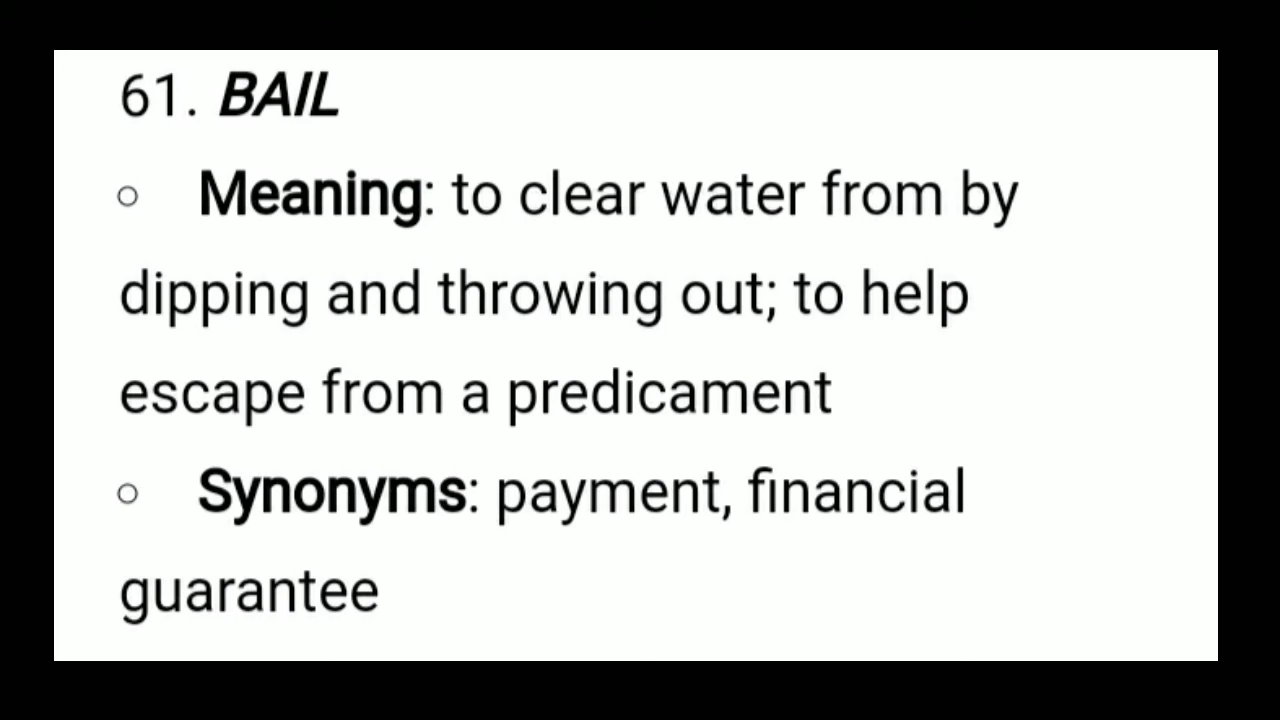 61. BAIL
○ Meaning: to clear water from by
dipping and throwing out; to help
escape from a predicament
○ Synonyms: payment, financial
guarantee